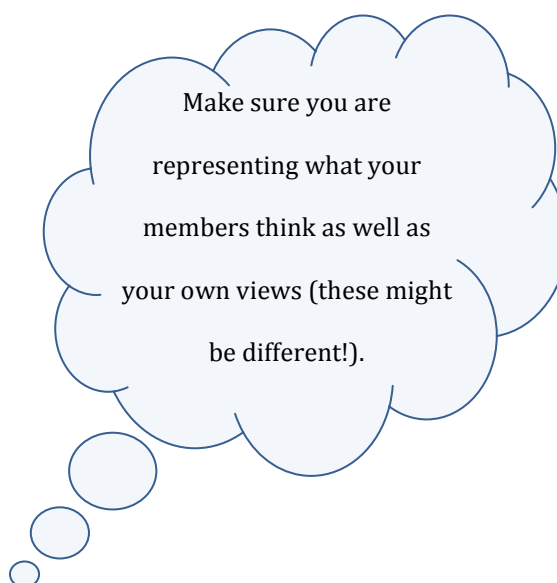 Make sure you are
representing what your
members think as well as
your own views (these might
be different!).